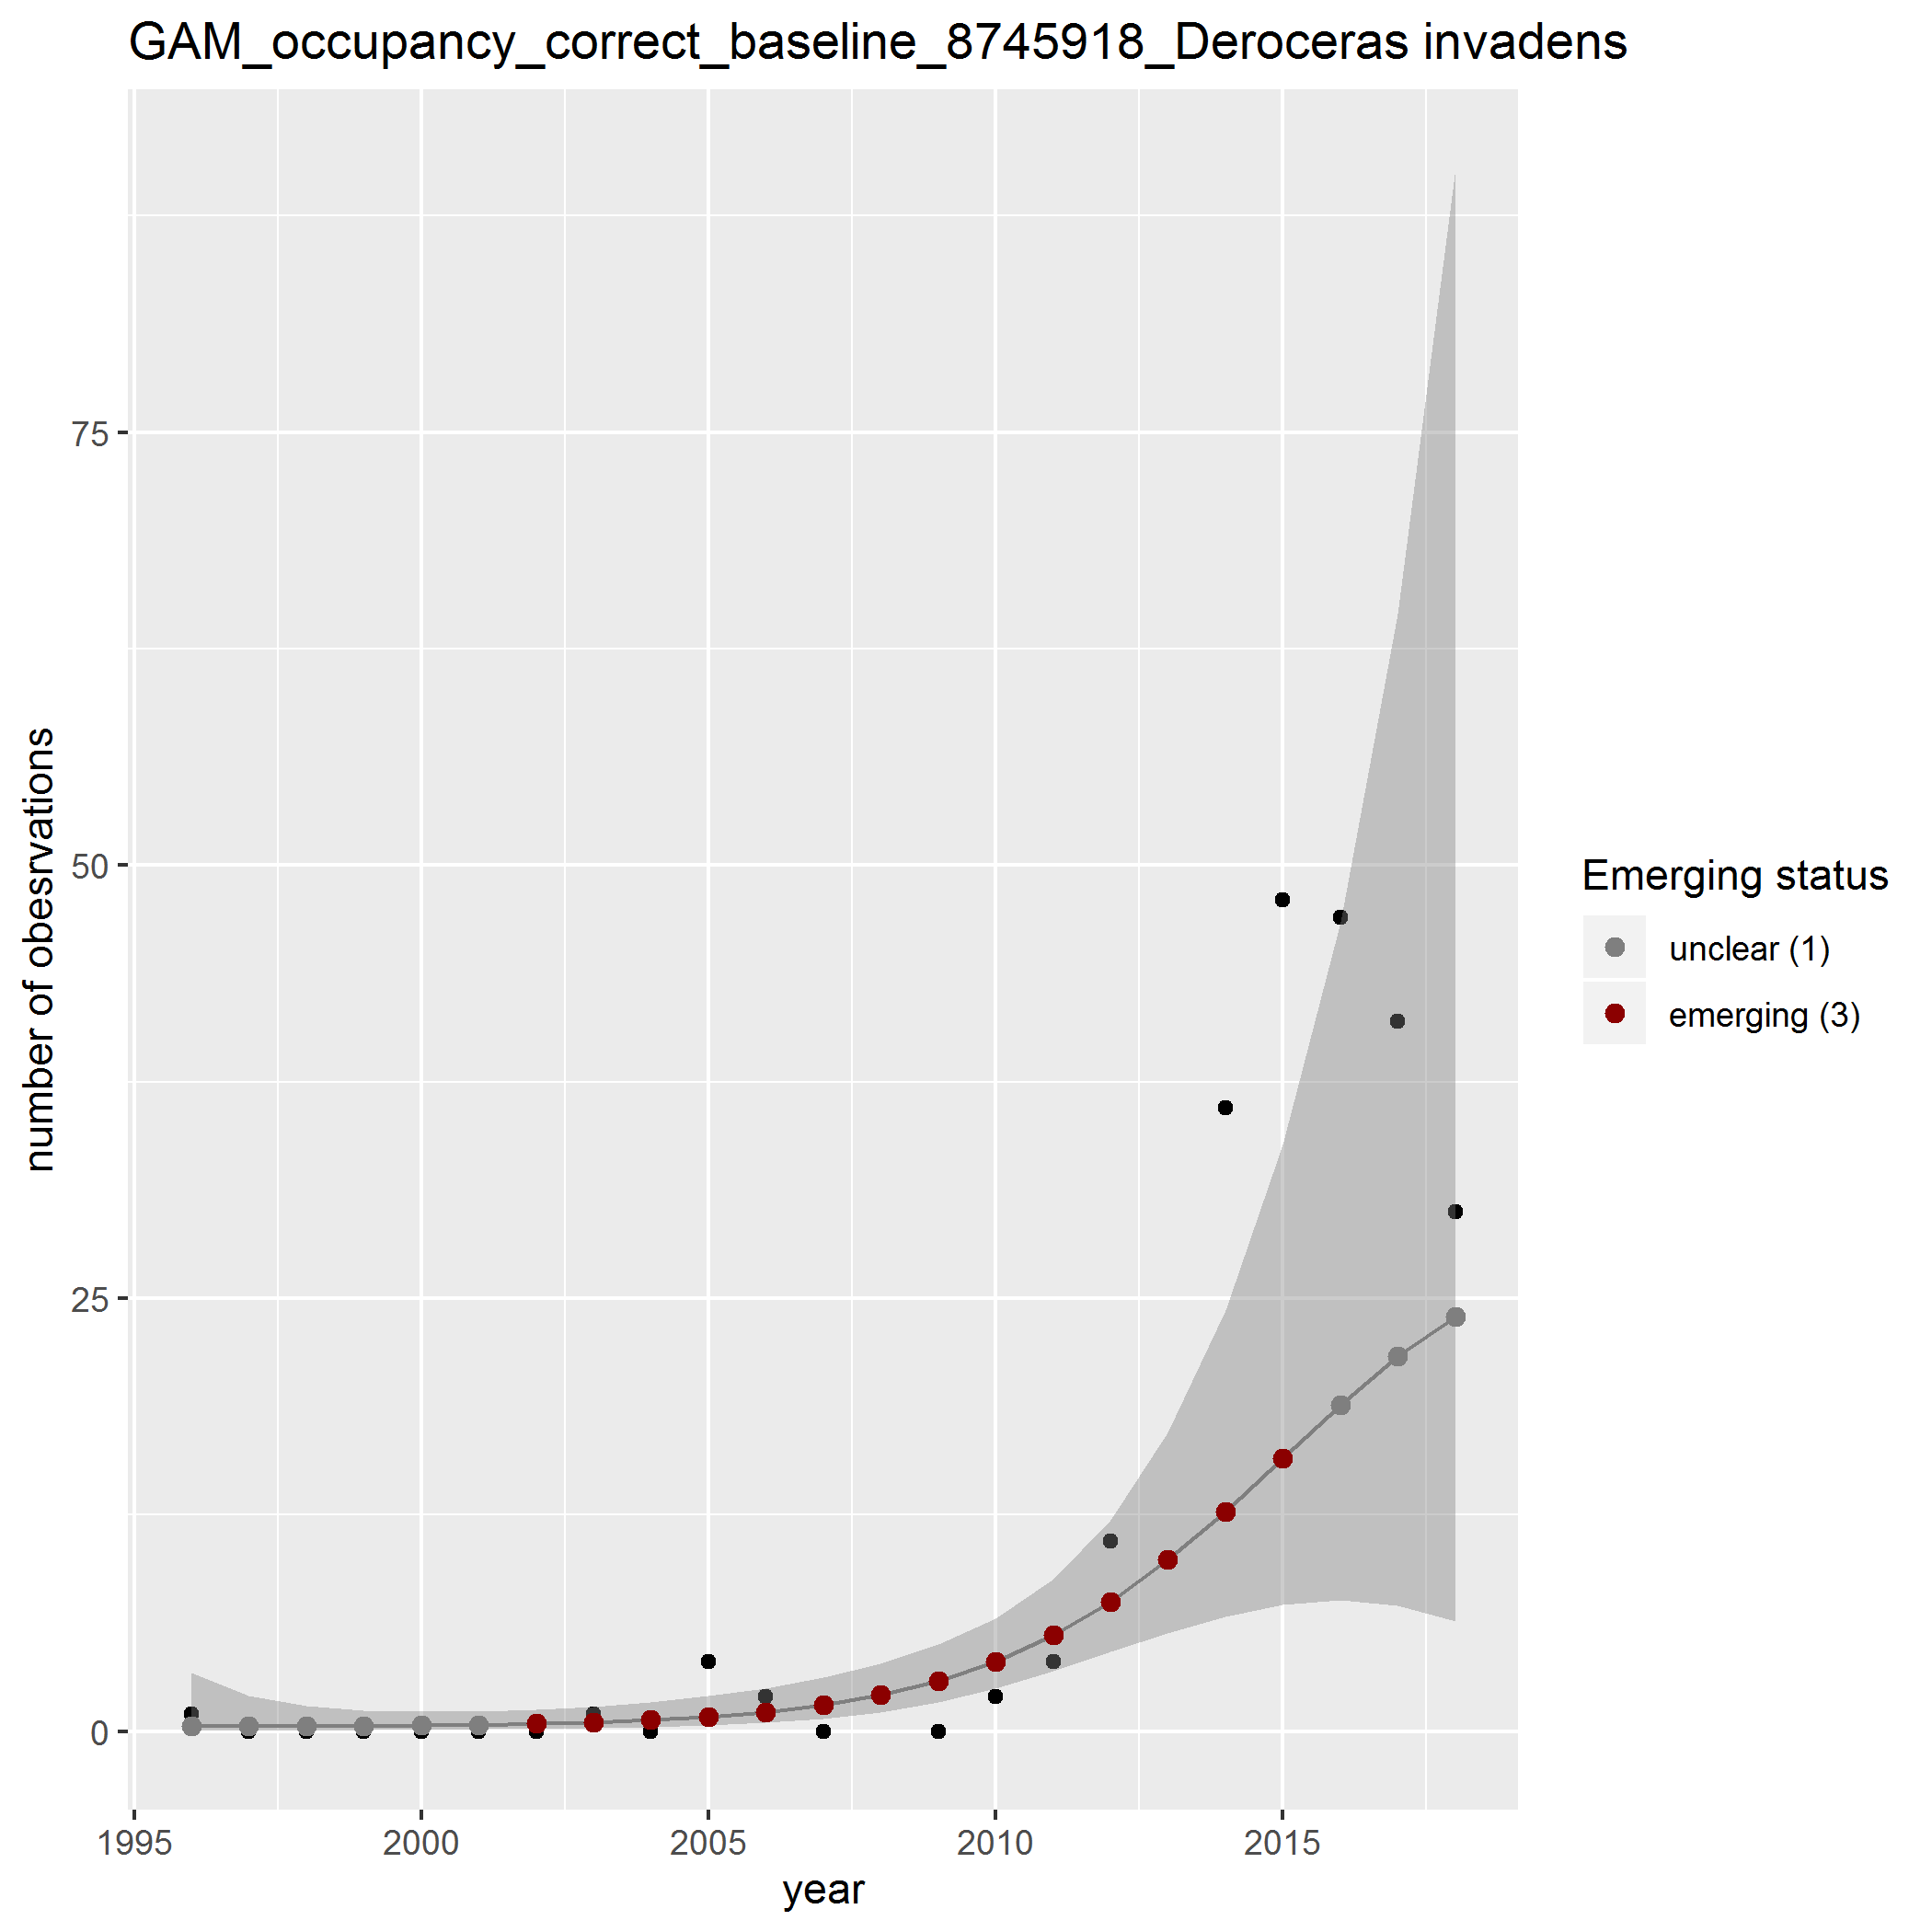 GAM_occupancy_correct_baseline_8745918_Deroceras invadens
75
50
25
0
number of obesrvations
1995
2000
2005
2010
2015
year
Emerging status
unclear (1)
emerging (3)